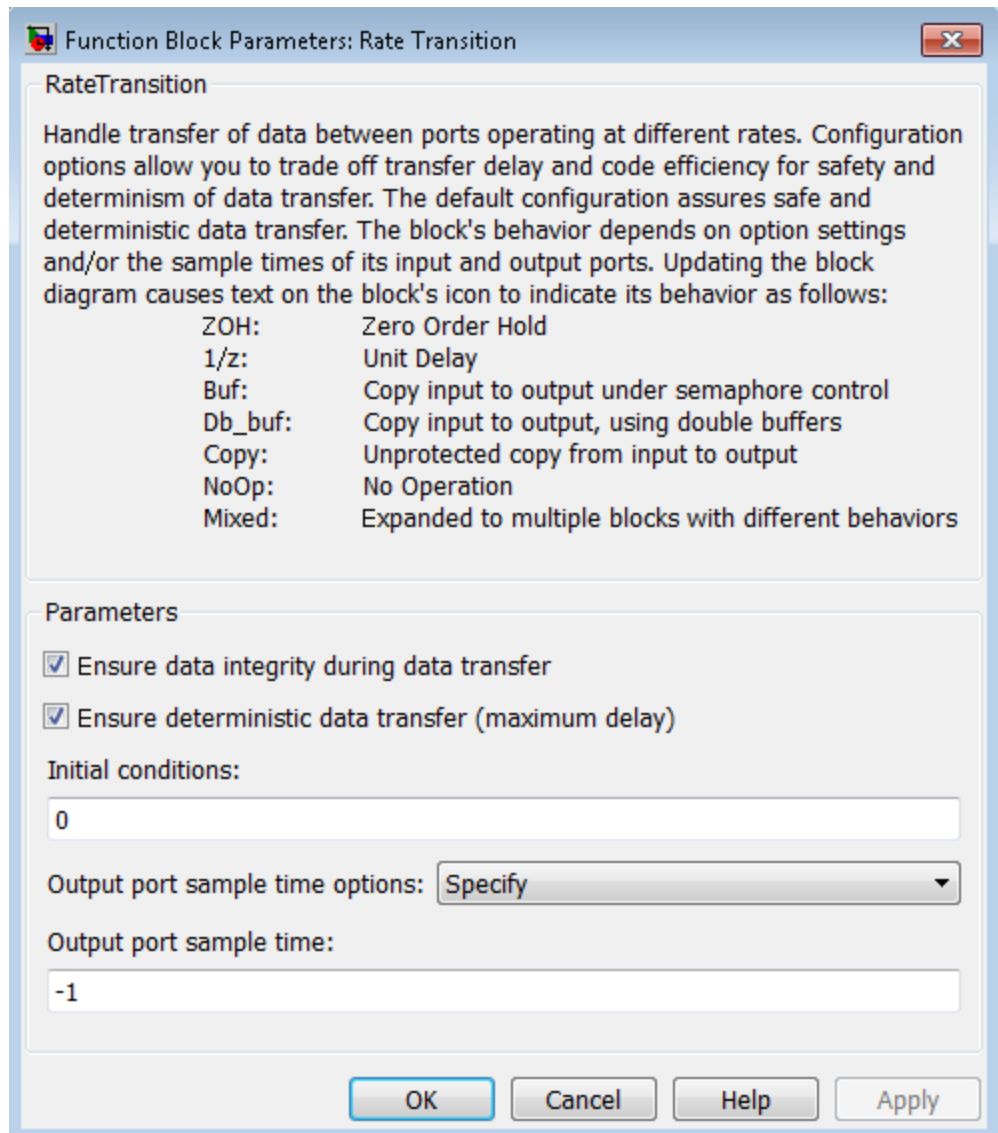 Function Block Parameters: Rate Transition
RateTransition
Handle transfer of data between ports operating at different rates. Configuration
options allow you to trade off transfer delay and code efficiency for safety and
determinism of data transfer. The default configuration assures safe and
deterministic data transfer. The block's behavior depends on option settings
and/or the sample times of its input and output ports. Updating the block
diagram causes text on the block's icon to indicate its behavior as follows:
ZOH: Zero Order Hold
1/z: Unit Delay
Buf: Copy input to output under semaphore control
Db_buf: Copy input to output, using double buffers
Copy: Unprotected copy from input to output
NoOp: No Operation
Mixed: Expanded to multiple blocks with different behaviors
Parameters
Ensure data integrity during data transfer
Ensure deterministic data transfer (maximum delay)
Initial conditions:
0
Output port sample time options: Specify
Output port sample time:
-1
OK Cancel Help Apply